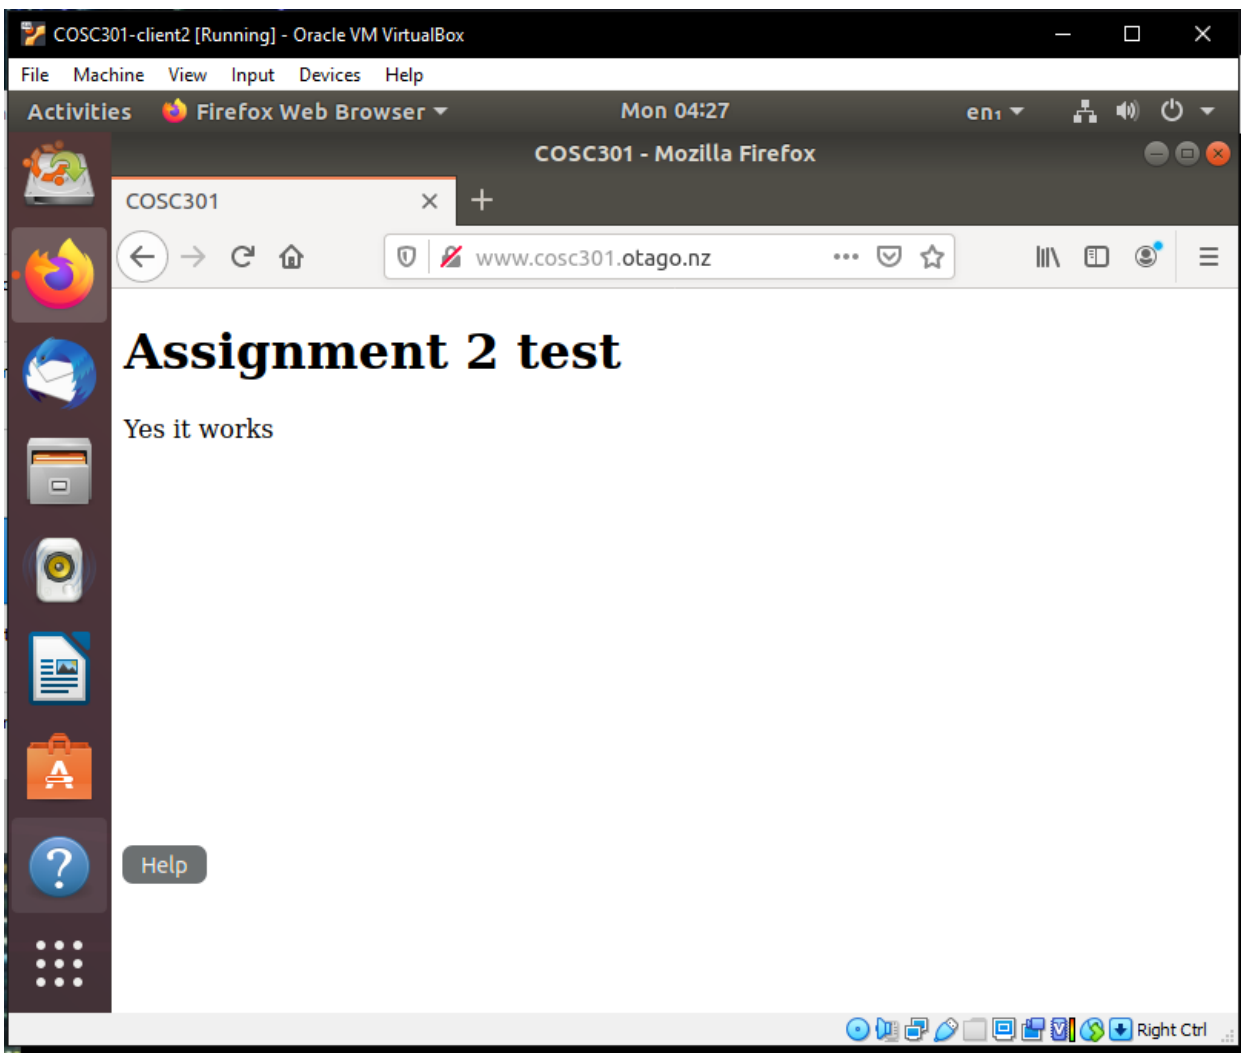 COSC301-client2 [Running] - Oracle VM VirtualBox
File Machine View Input Devices Help
Activities Firefox Web Browser Mon 04:27 en₁
COSC301 - Mozilla Firefox
COSC301
www.cosc301.otago.nz
Assignment 2 test
Yes it works
Help
Right Ctrl